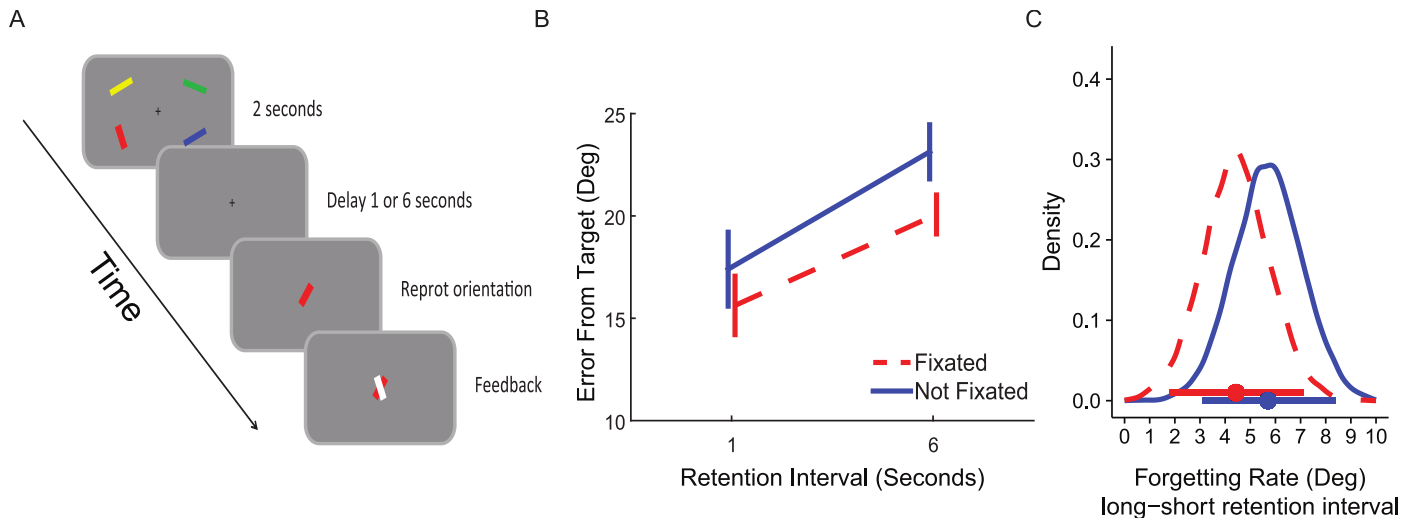 A
2 seconds
Delay 1 or 6 seconds
Reprot orientation
Feedback
Time
B
Error From Target (Deg)
25
20
15
10
1
6
Fixated
Not Fixated
Retention Interval (Seconds)
C
Density
0.4
0.3
0.2
0.1
0.0
0 1 2 3 4 5 6 7 8 9 10
Forgetting Rate (Deg)
long−short retention interval